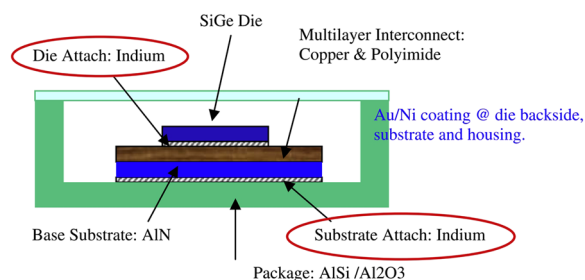 SiGe Die
Multilayer Interconnect:
Copper & Polyimide
Die Attach: Indium
Au/Ni coating @ die backside,
substrate and housing.
Base Substrate: AlN
Substrate Attach: Indium
Package: AlSi /Al2O3